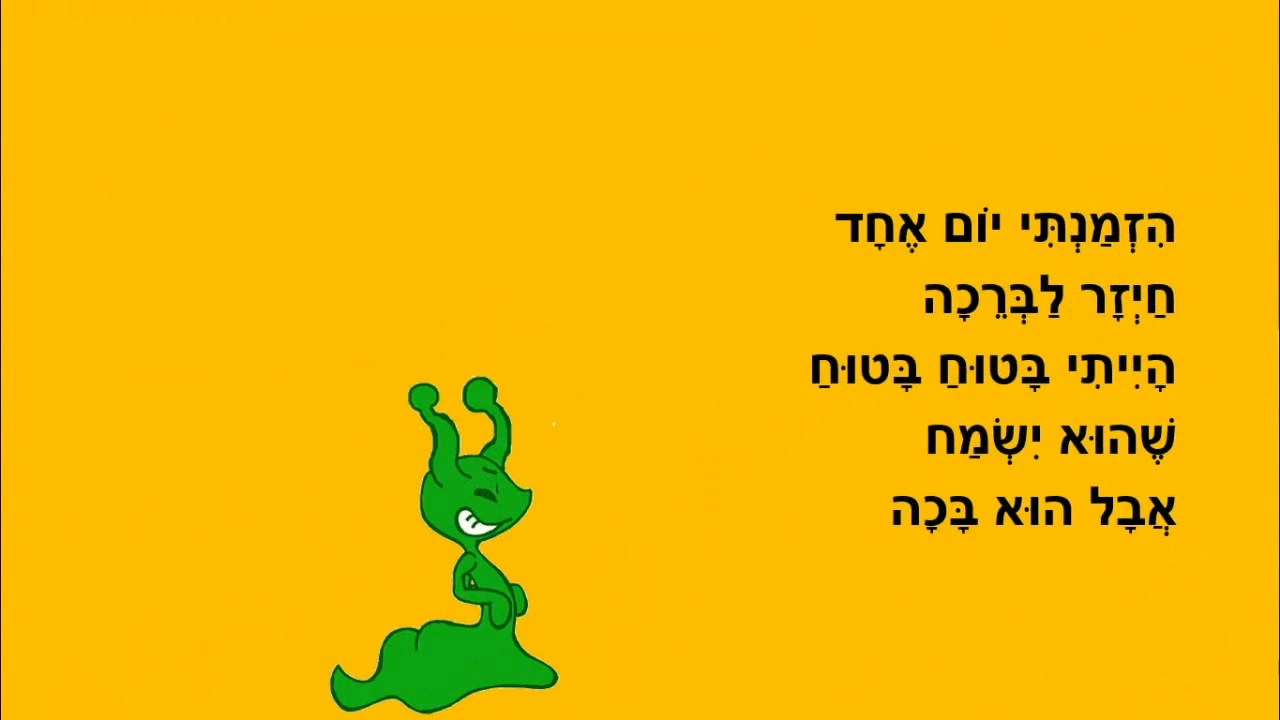 הִזְמַנְתִּי יוֹם אֶחָד
חַיְזָר לַבְּרֵכָה
הָיִיתִי בָּטוּחַ בָּטוּחַ
שֶׁהוּא יִשְׂמַח
אֲבָל הוּא בָּכָה